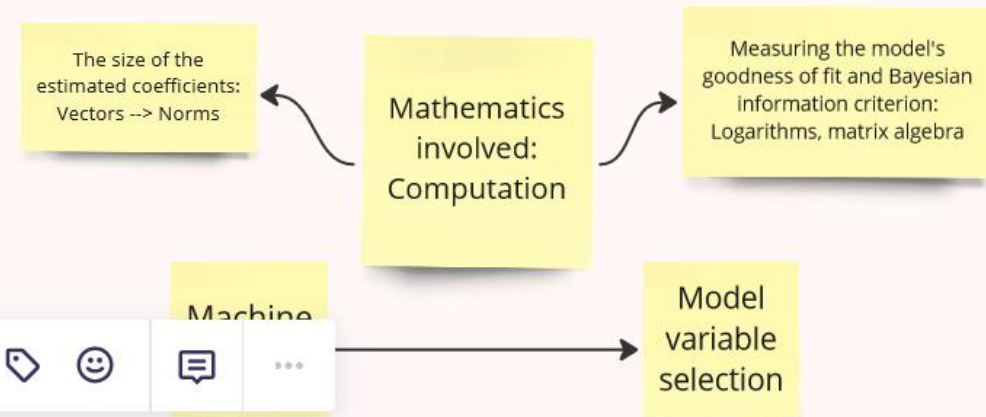 The size of the
estimated coefficients:
Vectors --> Norms
Mathematics
involved:
Computation
Measuring the model's
goodness of fit and Bayesian
information criterion:
Logarithms, matrix algebra
Machine
Model
variable
selection